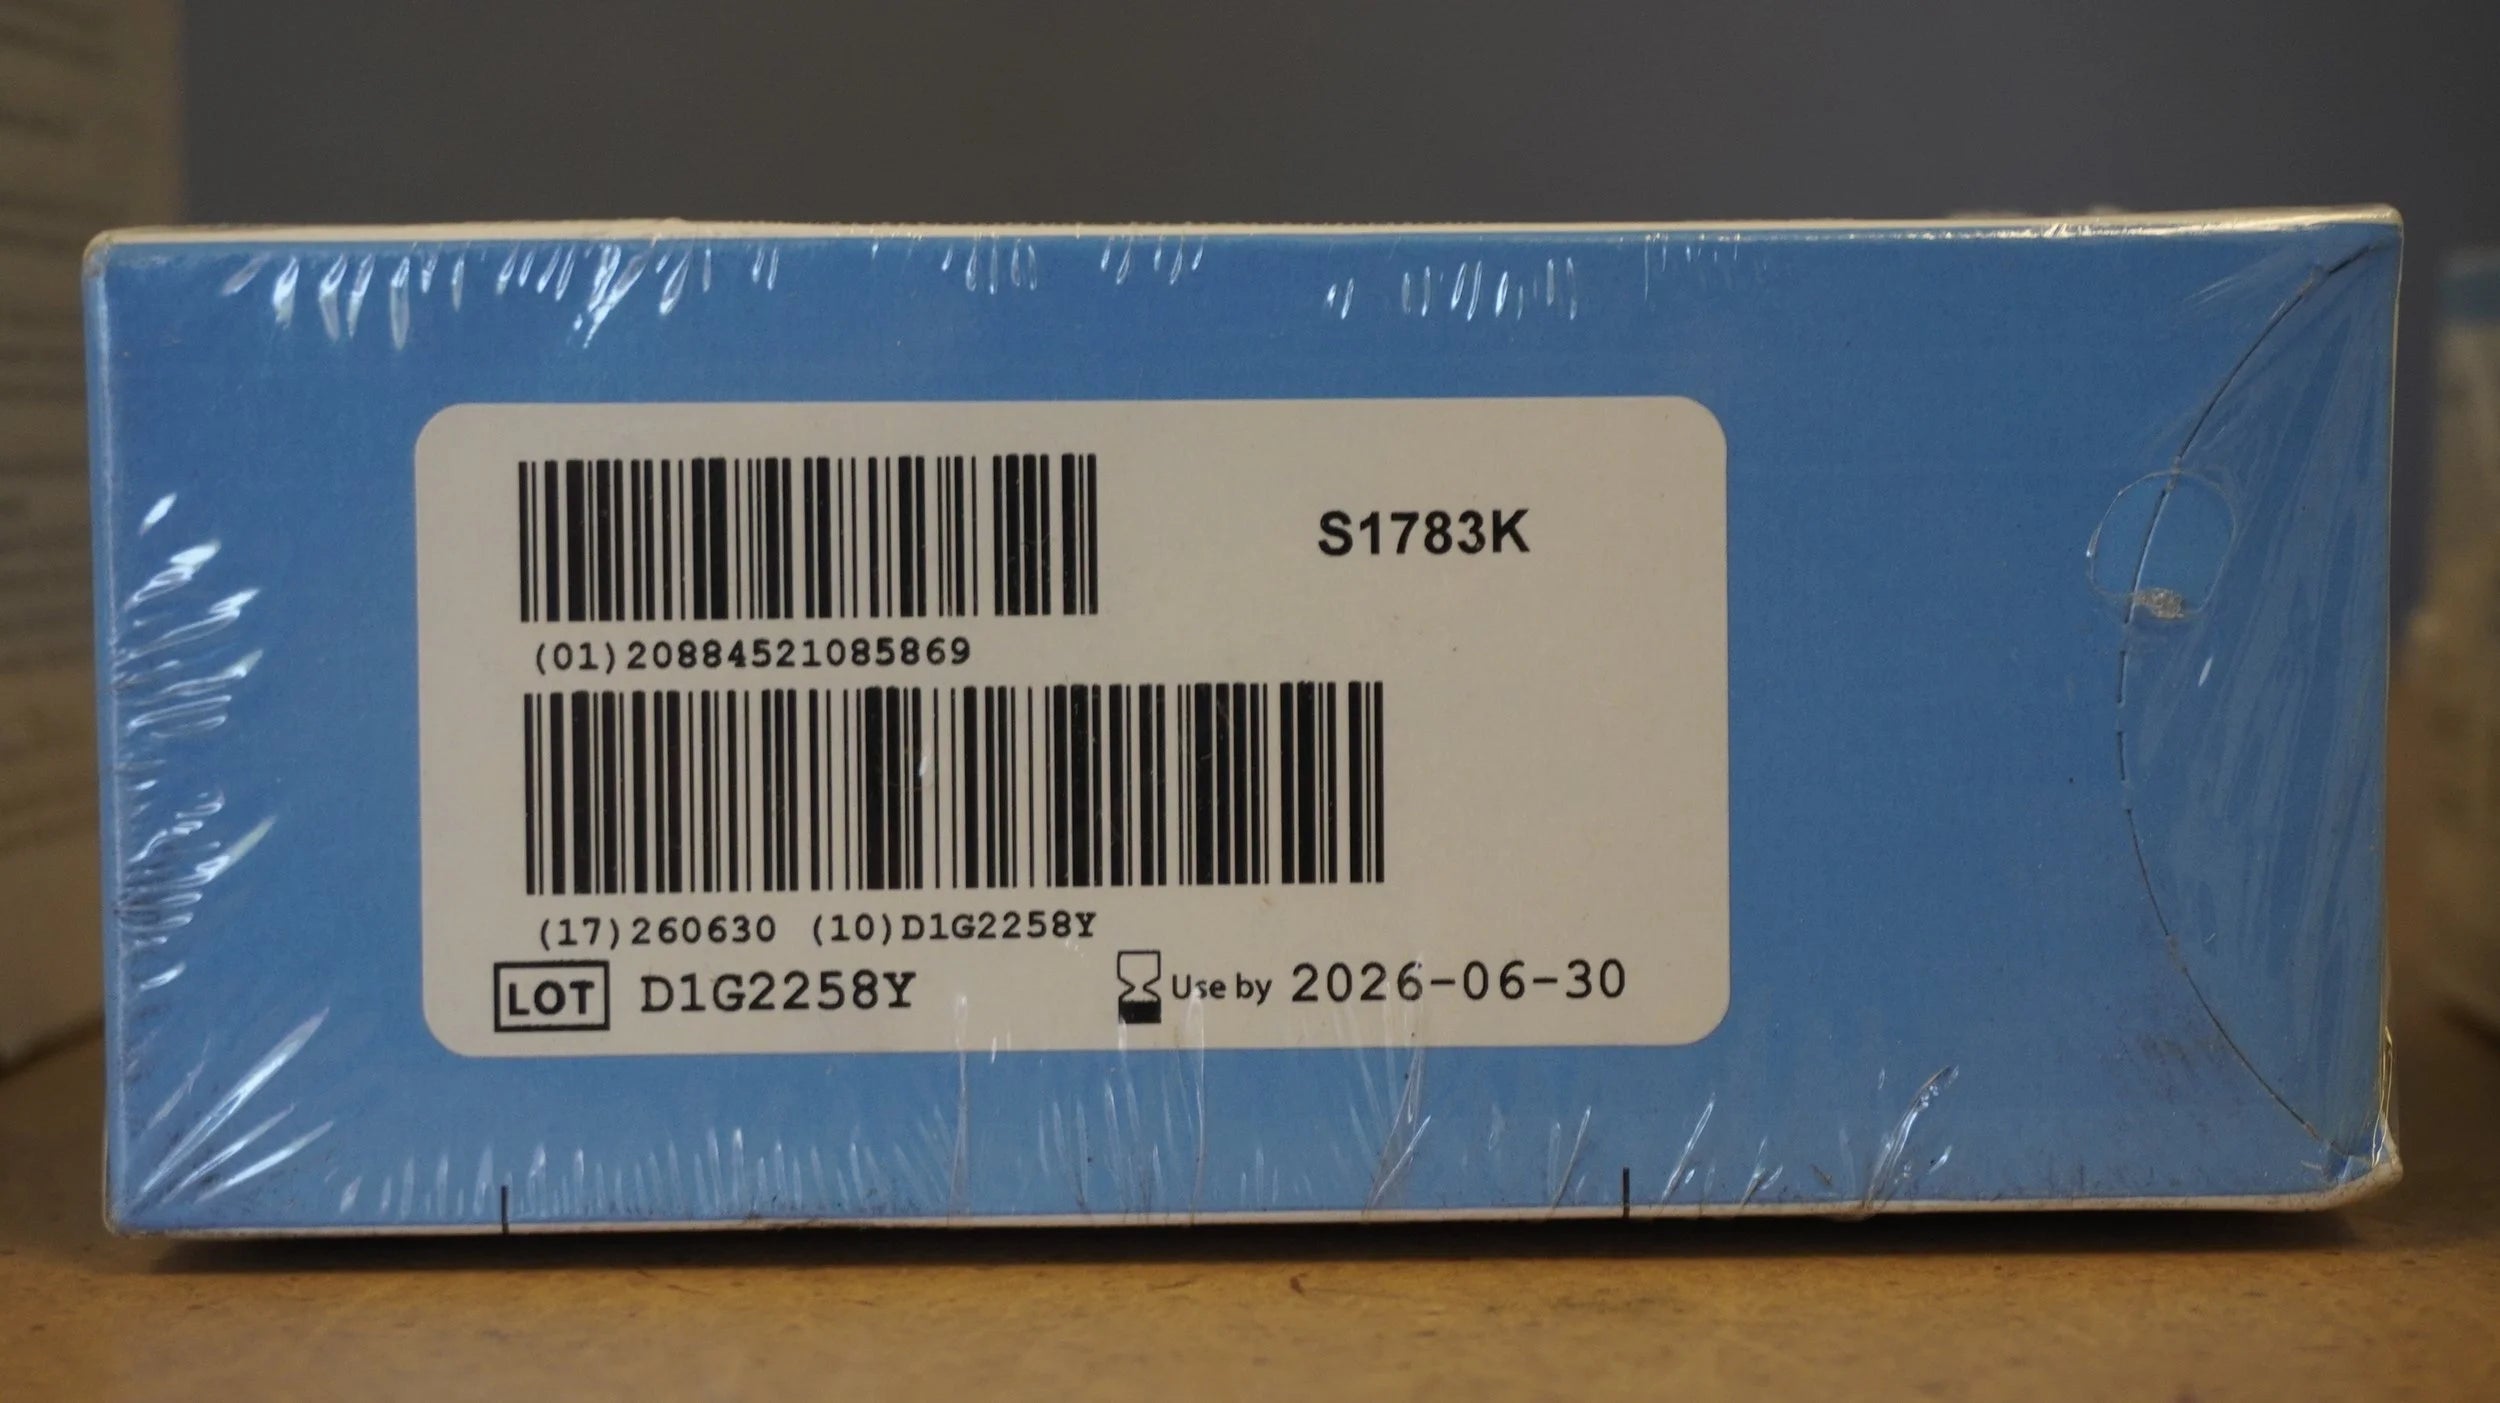 S1783K
(01)20884521085869
(17)260630 (10)D1G2258Y
LOT D1G2258Y
Use by 2026-06-30